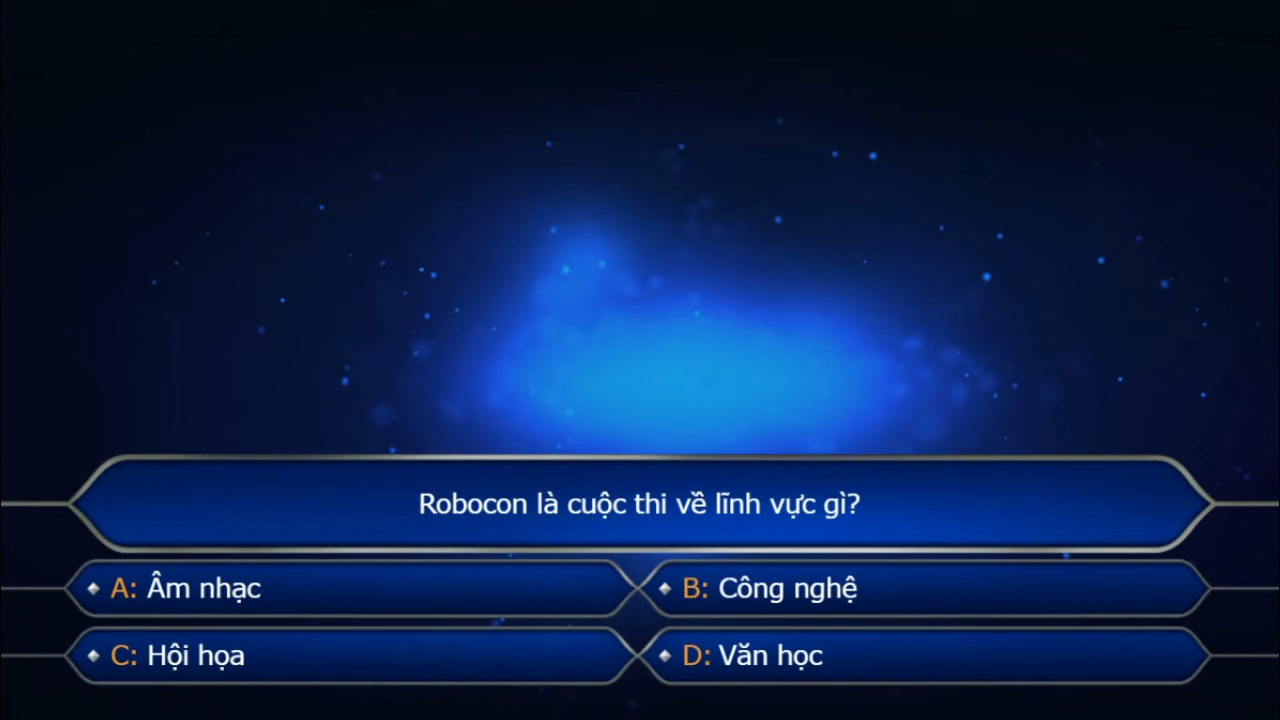 Robocon là cuộc thi về lĩnh vực gì?
A: Âm nhạc
B: Công nghệ
C: Hội họa
D: Văn học